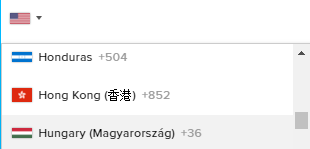 Honduras +504
Hong Kong (香港) +852
Hungary (Magyarország) +36